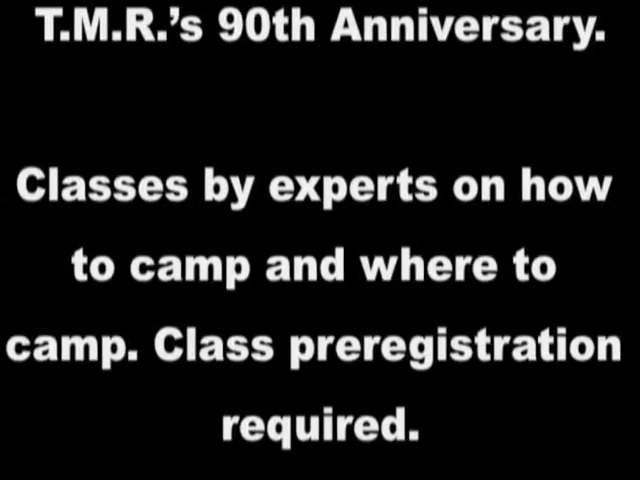 T.M.R.’s 90th Anniversary.
Classes by experts on how
to camp and where to
camp. Class preregistration
required.